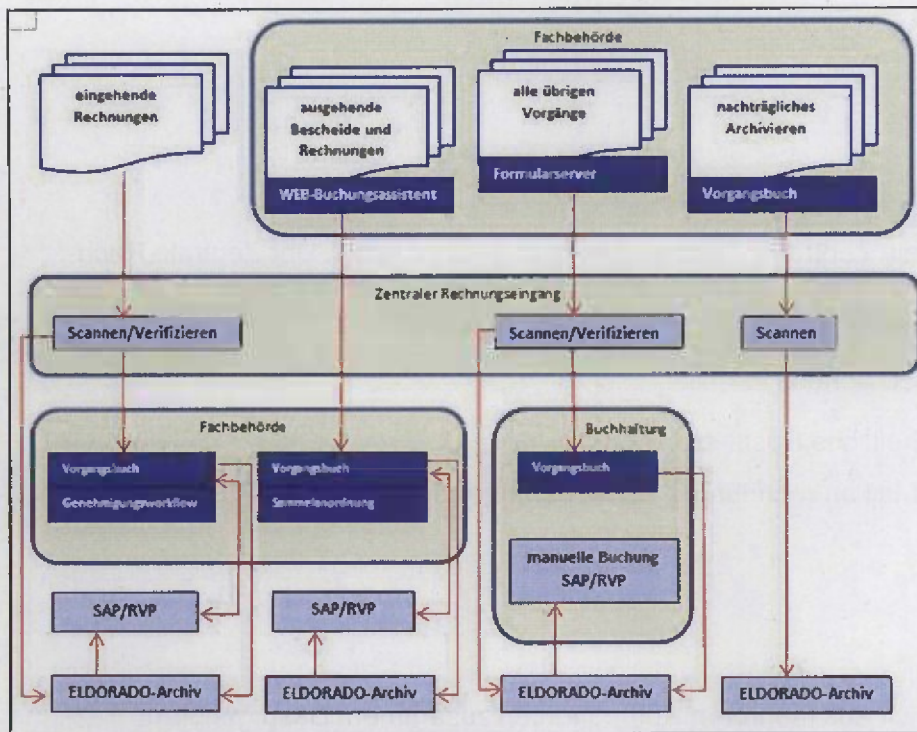 Fachbehörde
eingehende
Rechnungen
ausgehende
Bescheide und
Rechnungen
WEB-Buchungsassistent
alle übrigen
Vorgänge
Formularserver
nachträgliches
Archivieren
Vorgangsbuch
Zentraler Rechnungseingang
Scannen/Verifizieren
Scannen/Verifizieren
Scannen
Fachbehörde
Vorgangsbuch
Genehmigungsworkflow
Vorgangsbuch
Sammelanordnung
Buchhaltung
Vorgangsbuch
manuelle Buchung
SAP/RVP
SAP/RVP
SAP/RVP
ELDORADO-Archiv
ELDORADO-Archiv
ELDORADO-Archiv
ELDORADO-Archiv